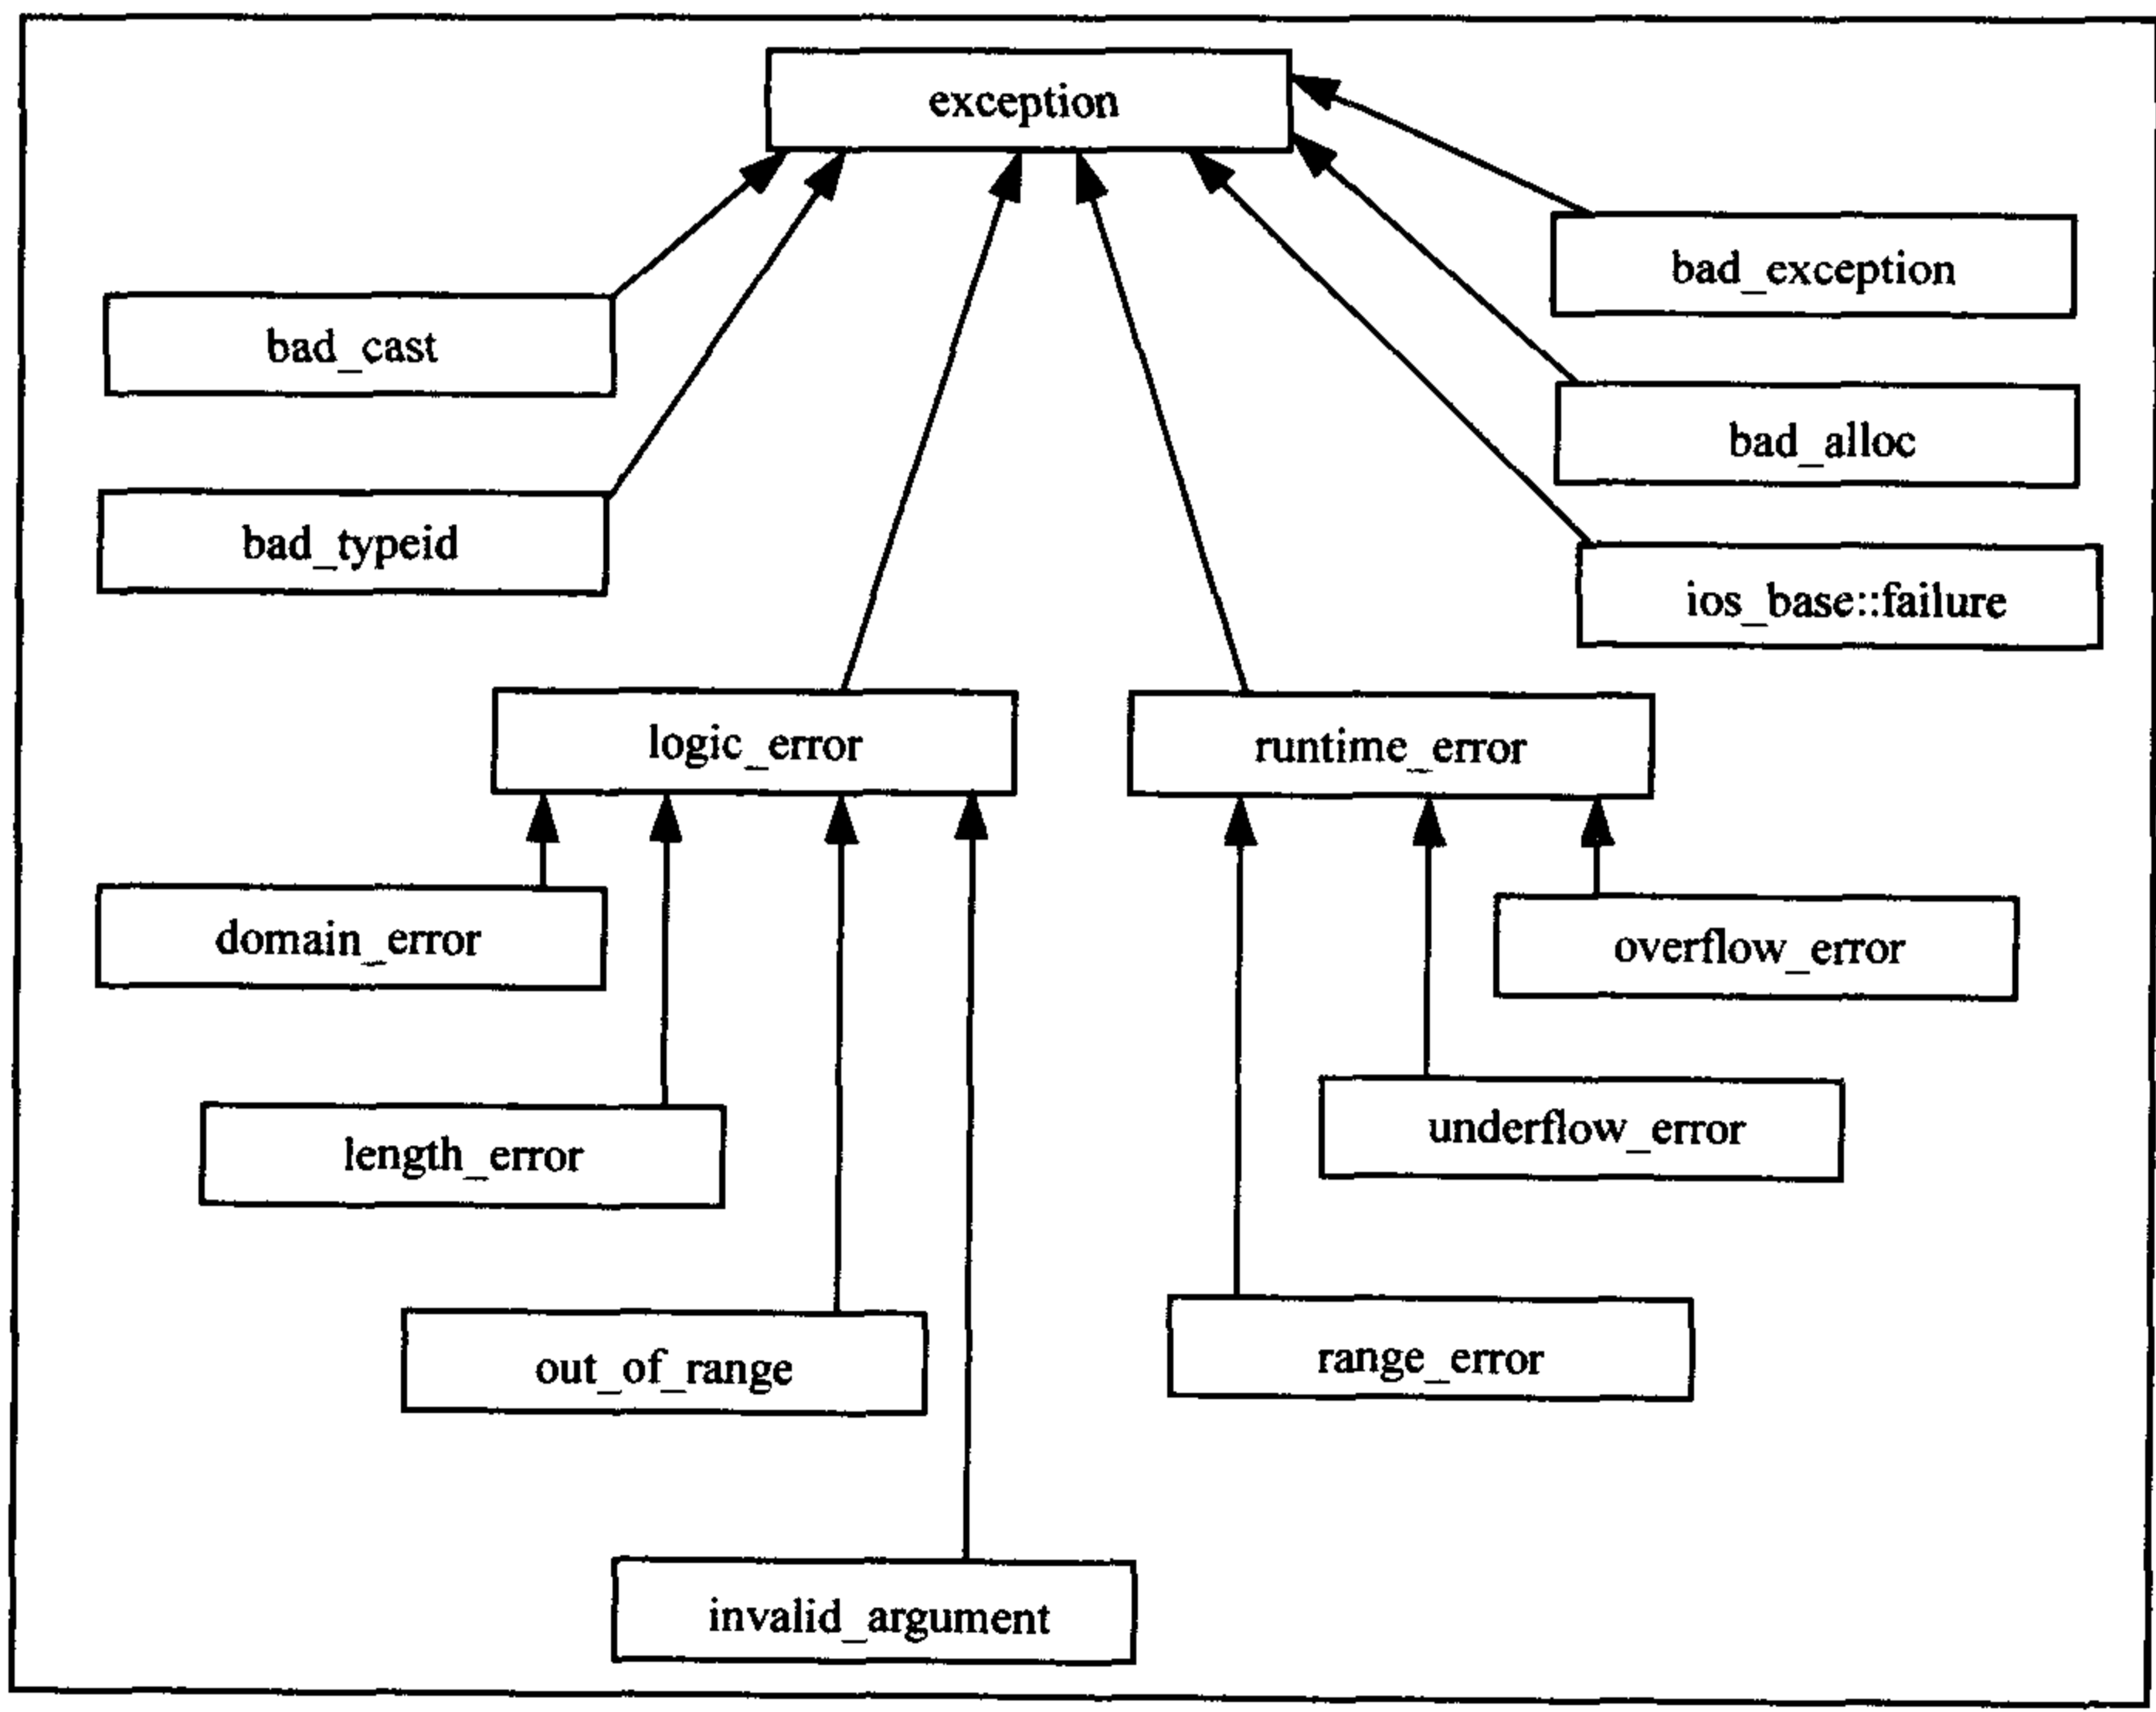 exception
bad_exception
bad_cast
bad_alloc
bad_typeid
ios_base::failure
logic_error
runtime_error
domain_error
overflow_error
length_error
underflow_error
out_of_range
range_error
invalid_argument